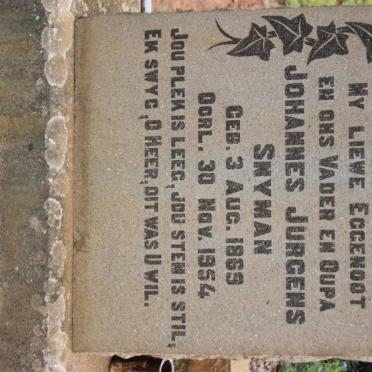 MY LIEWE EGGENOOT
EN ONS VADER EN OUPA
JOHANNES JURGENS
SNYMAN
GEB. 3 AUG. 1869
OORL. 30 NOV. 1954
JOU PLEK IS LEEG, JOU STEM IS STIL,
EK SWYG, O HEER, DIT WAS U WIL.